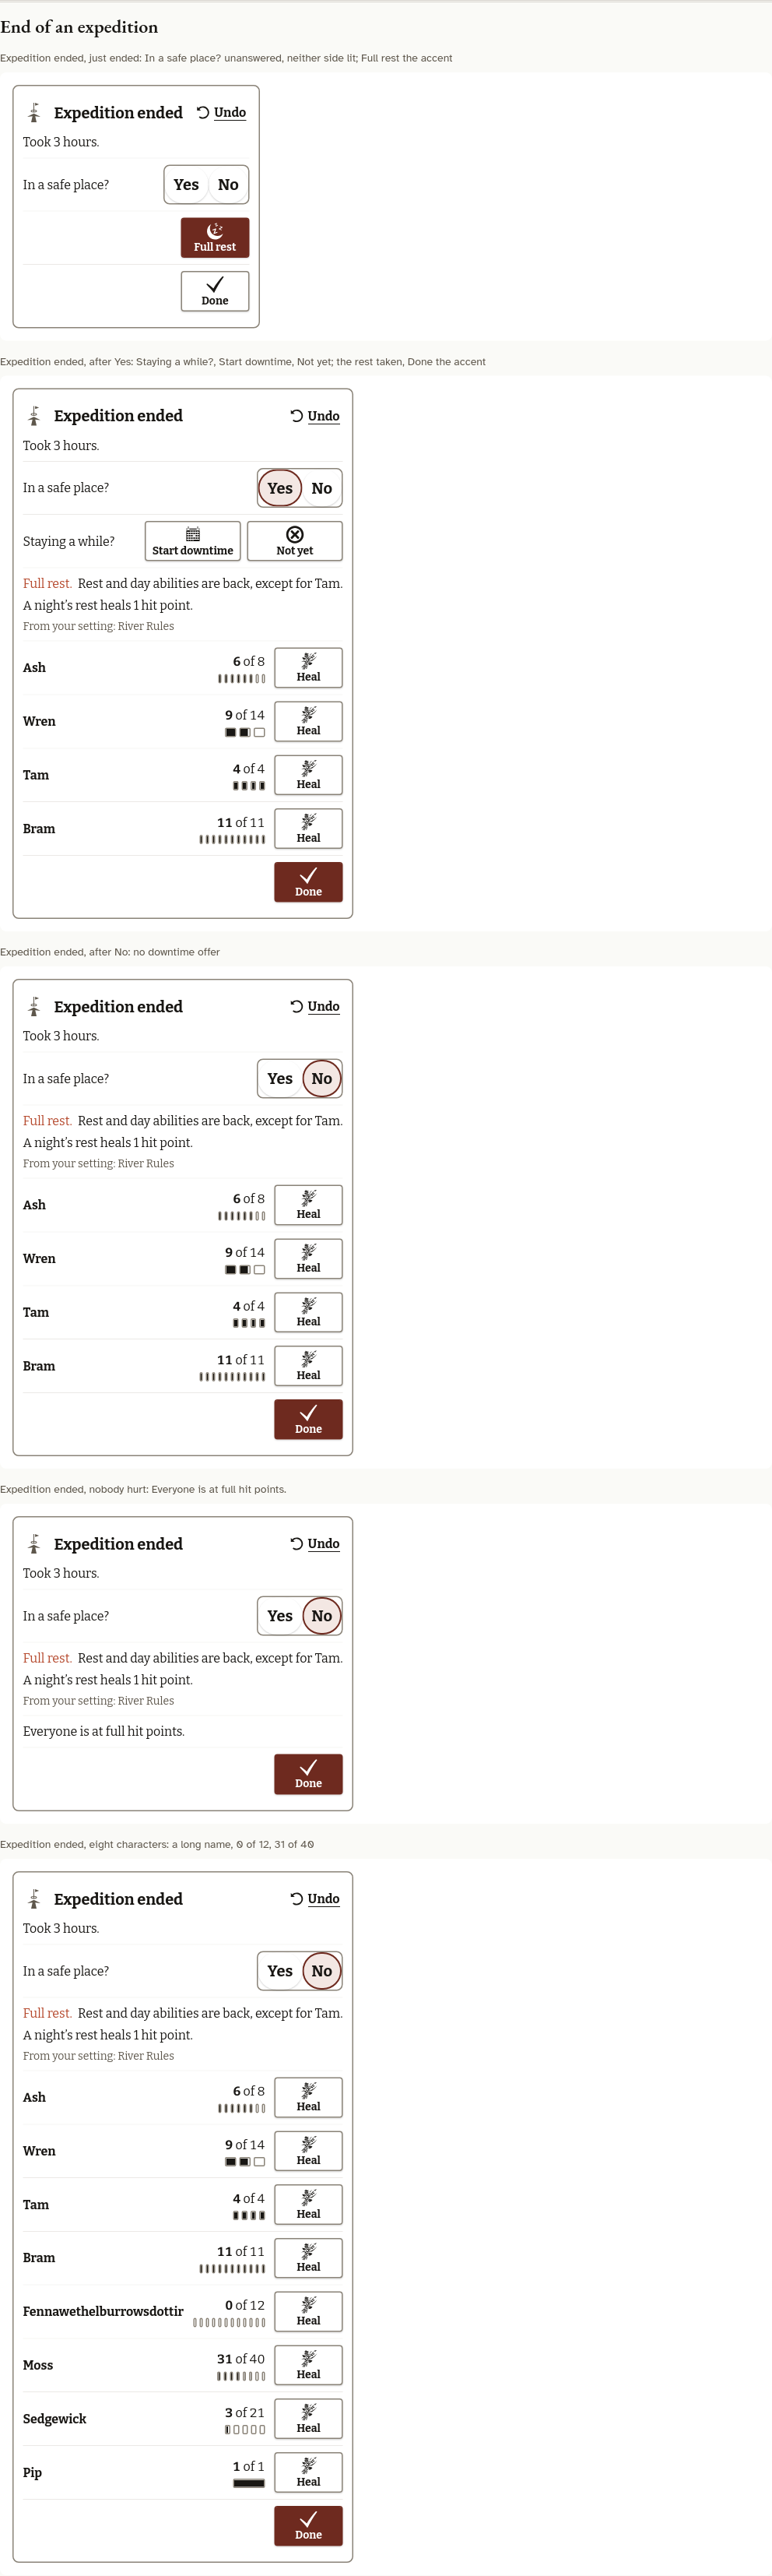 End of an expedition
Expedition ended, just ended: In a safe place? unanswered, neither side lit; Full rest the accent
Expedition ended Undo
Took 3 hours.
In a safe place? Yes No
Full rest
Done
Expedition ended, after Yes: Staying a while?, Start downtime, Not yet; the rest taken, Done the accent
Expedition ended Undo
Took 3 hours.
In a safe place? Yes No
Staying a while? Start downtime Not yet
Full rest. Rest and day abilities are back, except for Tam.
A night's rest heals 1 hit point.
From your setting: River Rules
Ash 6 of 8 Heal
Wren 9 of 14 Heal
Tam 4 of 4 Heal
Bram 11 of 11 Heal
Done
Expedition ended, after No: no downtime offer
Expedition ended Undo
Took 3 hours.
In a safe place? Yes No
Full rest. Rest and day abilities are back, except for Tam.
A night's rest heals 1 hit point.
From your setting: River Rules
Ash 6 of 8 Heal
Wren 9 of 14 Heal
Tam 4 of 4 Heal
Bram 11 of 11 Heal
Done
Expedition ended, nobody hurt: Everyone is at full hit points.
Expedition ended Undo
Took 3 hours.
In a safe place? Yes No
Full rest. Rest and day abilities are back, except for Tam.
A night's rest heals 1 hit point.
From your setting: River Rules
Everyone is at full hit points.
Done
Expedition ended, eight characters: a long name, 0 of 12, 31 of 40
Expedition ended Undo
Took 3 hours.
In a safe place? Yes No
Full rest. Rest and day abilities are back, except for Tam.
A night's rest heals 1 hit point.
From your setting: River Rules
Ash 6 of 8 Heal
Wren 9 of 14 Heal
Tam 4 of 4 Heal
Bram 11 of 11 Heal
Fennawethelburrowsdottir 0 of 12 Heal
Moss 31 of 40 Heal
Sedgewick 3 of 21 Heal
Pip 1 of 1 Heal
Done